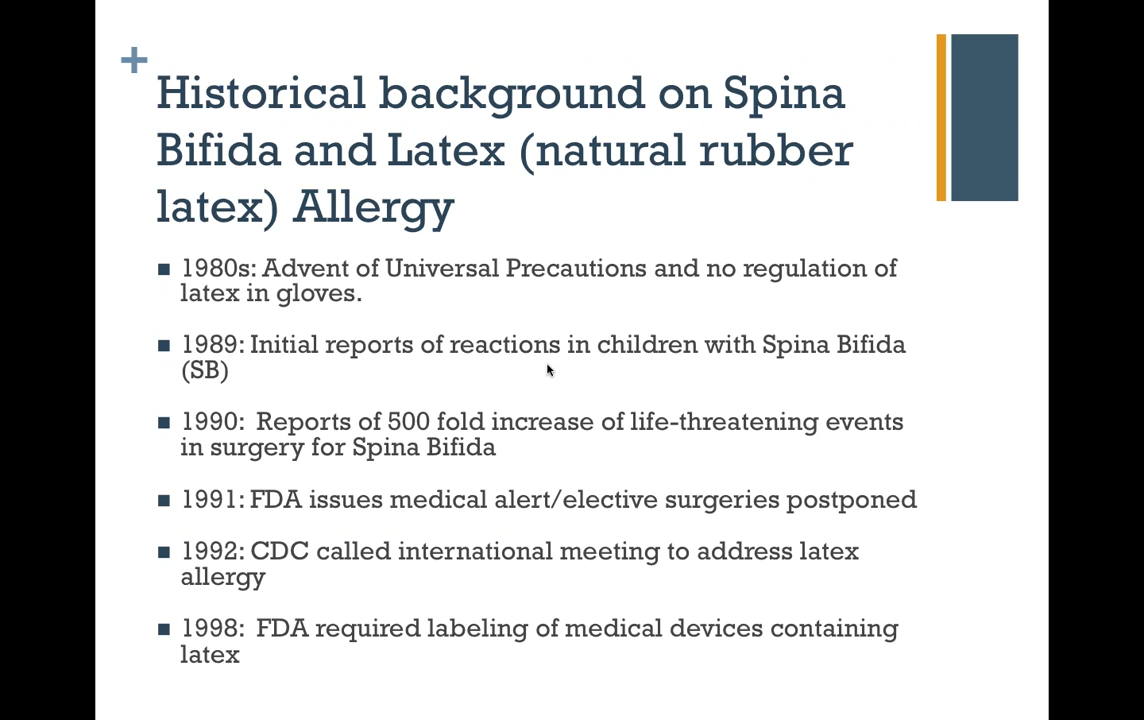 +
Historical background on Spina
Bifida and Latex (natural rubber
latex) Allergy
1980s: Advent of Universal Precautions and no regulation of
latex in gloves.
1989: Initial reports of reactions in children with Spina Bifida
(SB)
1990:  Reports of 500 fold increase of life-threatening events
in surgery for Spina Bifida
1991: FDA issues medical alert/elective surgeries postponed
1992: CDC called international meeting to address latex
allergy
1998:  FDA required labeling of medical devices containing
latex